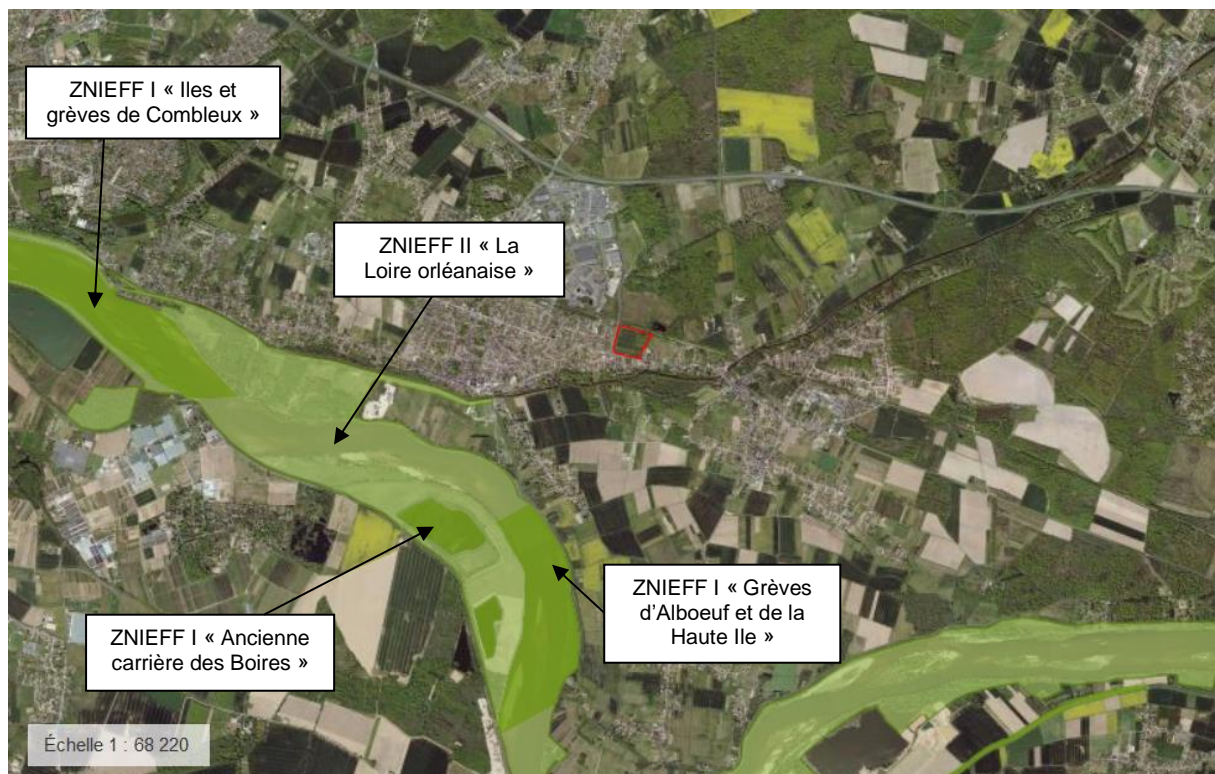 ZNIEFF I « Iles et
grèves de Combleux »
ZNIEFF II « La
Loire orléanaise »
ZNIEFF I « Grèves
d'Alboeuf et de la
Haute Ile »
ZNIEFF I « Ancienne
carrière des Boires »
Échelle 1 : 68 220